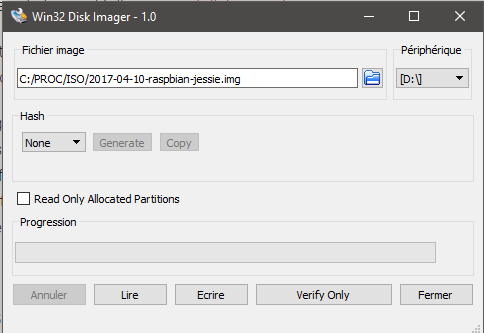 Win32 Disk Imager - 1.0
Fichier image
Périphérique
C:/PROC/ISO/2017-04-10-raspbian-jessie.img
[D:\]
Hash
None
Generate
Copy
Read Only Allocated Partitions
Progression
Annuler
Lire
Ecrire
Verify Only
Fermer